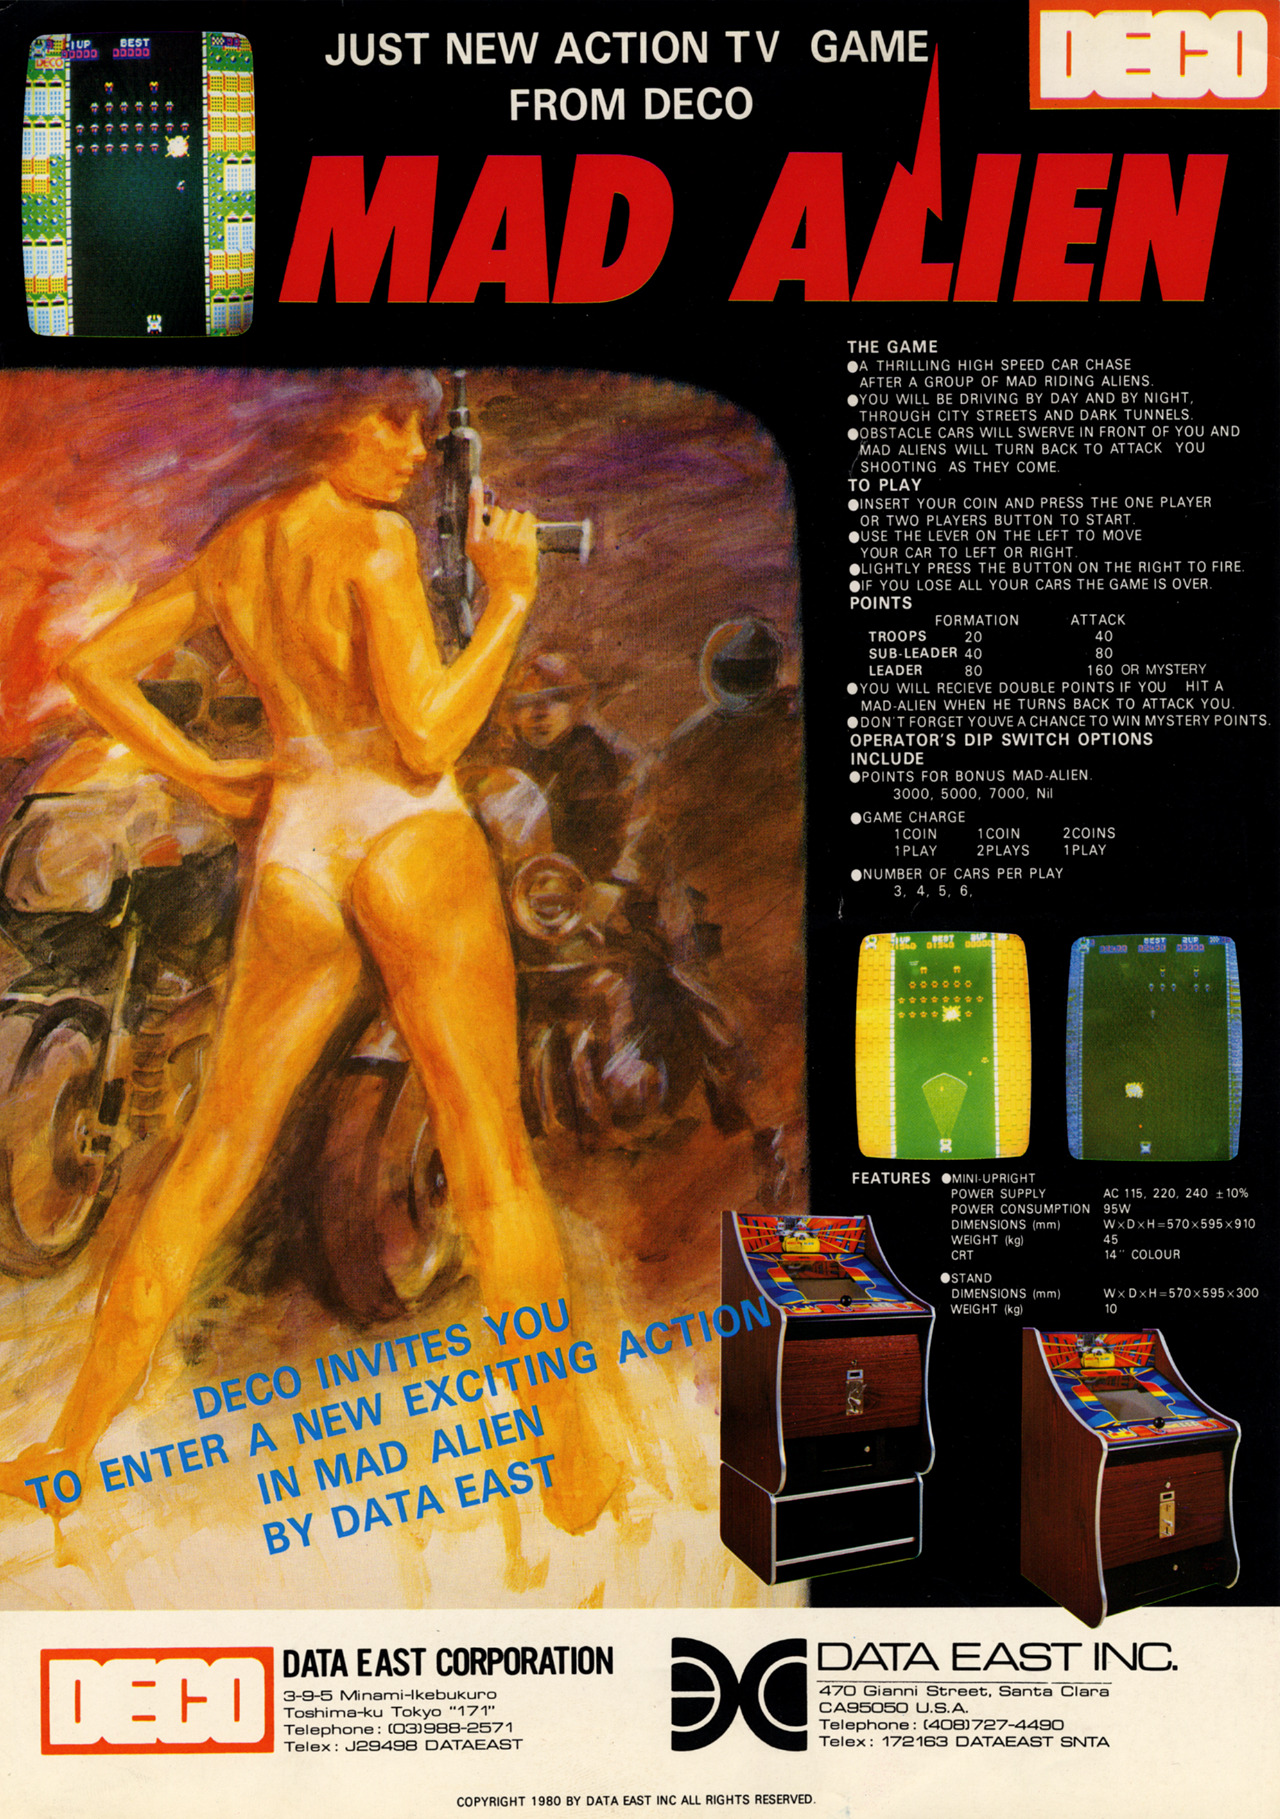 JUST NEW ACTION TV GAME
FROM DECO
DECO
MAD ALIEN
1UP BEST
DECO
THE GAME
●A THRILLING HIGH SPEED CAR CHASE
AFTER A GROUP OF MAD RIDING ALIENS.
●YOU WILL BE DRIVING BY DAY AND BY NIGHT,
THROUGH CITY STREETS AND DARK TUNNELS.
●OBSTACLE CARS WILL SWERVE IN FRONT OF YOU AND
MAD ALIENS WILL TURN BACK TO ATTACK YOU
SHOOTING AS THEY COME.
TO PLAY
●INSERT YOUR COIN AND PRESS THE ONE PLAYER
OR TWO PLAYERS BUTTON TO START.
●USE THE LEVER ON THE LEFT TO MOVE
YOUR CAR TO LEFT OR RIGHT.
●LIGHTLY PRESS THE BUTTON ON THE RIGHT TO FIRE.
●IF YOU LOSE ALL YOUR CARS THE GAME IS OVER.
POINTS
FORMATION ATTACK
TROOPS 20 40
SUB-LEADER 40 80
LEADER 80 160 OR MYSTERY
●YOU WILL RECIEVE DOUBLE POINTS IF YOU HIT A
MAD-ALIEN WHEN HE TURNS BACK TO ATTACK YOU.
●DON'T FORGET YOUVE A CHANCE TO WIN MYSTERY POINTS.
OPERATOR'S DIP SWITCH OPTIONS
INCLUDE
●POINTS FOR BONUS MAD-ALIEN.
3000, 5000, 7000, Nil
●GAME CHARGE
1COIN 1COIN 2COINS
1PLAY 2PLAYS 1PLAY
●NUMBER OF CARS PER PLAY
3, 4, 5, 6,
1UP BEST 2UP
BEST 2UP
FEATURES ●MINI-UPRIGHT
POWER SUPPLY AC 115, 220, 240 ±10%
POWER CONSUMPTION 95W
DIMENSIONS (mm) W×D×H=570×595×910
WEIGHT (kg) 45
CRT 14" COLOUR
●STAND
DIMENSIONS (mm) W×D×H=570×595×300
WEIGHT (kg) 10
DECO INVITES YOU
TO ENTER A NEW EXCITING ACTION
IN MAD ALIEN
BY DATA EAST
DECO
DATA EAST CORPORATION
3-9-5 Minami-Ikebukuro
Toshima-ku Tokyo "171"
Telephone: (03)988-2571
Telex: J29498 DATAEAST
DATA EAST INC.
470 Gianni Street, Santa Clara
CA95050 U.S.A.
Telephone: (408)727-4490
Telex: 172163 DATAEAST SNTA
COPYRIGHT 1980 BY DATA EAST INC ALL RIGHTS RESERVED.